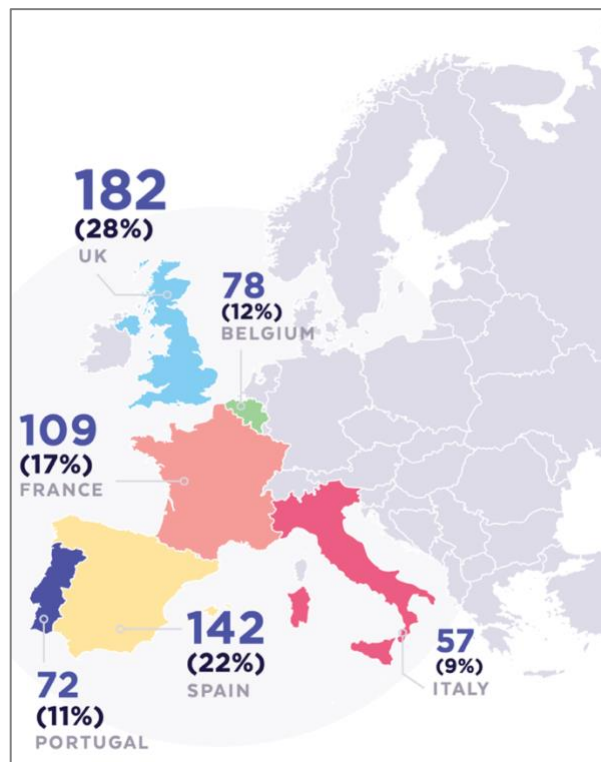 182
(28%)
UK
78
(12%)
BELGIUM
109
(17%)
FRANCE
142
(22%)
SPAIN
57
(9%)
ITALY
72
(11%)
PORTUGAL